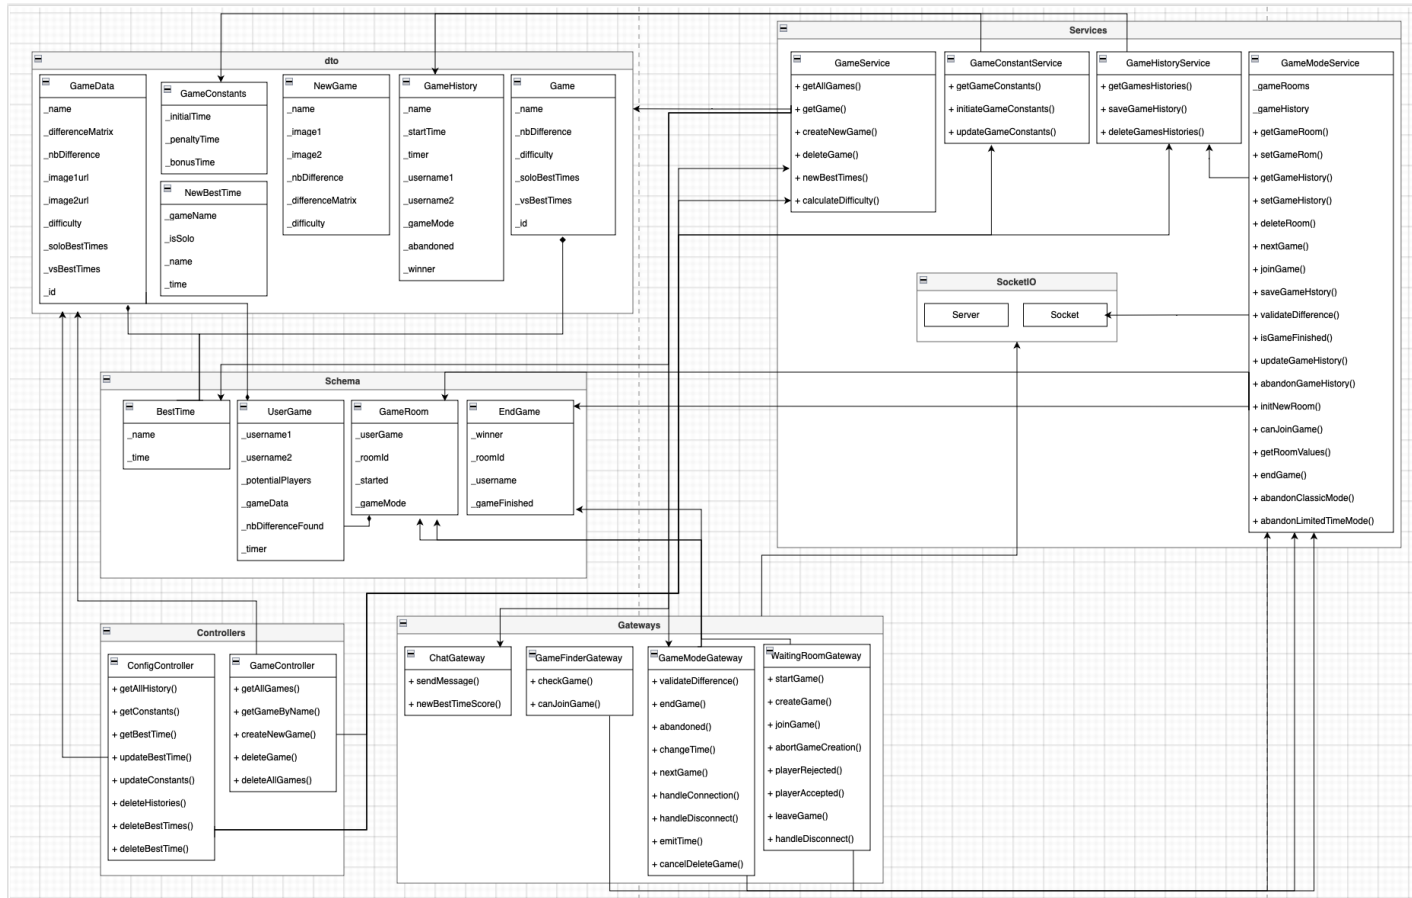 dto
GameData
_name
_differenceMatrix
_nbDifference
_image1url
_image2url
_difficulty
_soloBestTimes
_vsBestTimes
_id
GameConstants
_initialTime
_penaltyTime
_bonusTime
NewBestTime
_gameName
_isSolo
_name
_time
NewGame
_name
_image1
_image2
_nbDifference
_differenceMatrix
_difficulty
GameHistory
_name
_startTime
_timer
_username1
_username2
_gameMode
_abandoned
_winner
Game
_name
_nbDifference
_difficulty
_soloBestTimes
_vsBestTimes
_id
Services
GameService
+ getAllGames()
+ getGame()
+ createNewGame()
+ deleteGame()
+ newBestTimes()
+ calculateDifficulty()
GameConstantService
+ getGameConstants()
+ initiateGameConstants()
+ updateGameConstants()
GameHistoryService
+ getGamesHistories()
+ saveGameHistory()
+ deleteGamesHistories()
GameModeService
_gameRooms
_gameHistory
+ getGameRoom()
+ setGameRom()
+ getGameHistory()
+ setGameHistory()
+ deleteRoom()
+ nextGame()
+ joinGame()
+ saveGameHstory()
+ validateDifference()
+ isGameFinished()
+ updateGameHistory()
+ abandonGameHistory()
+ initNewRoom()
+ canJoinGame()
+ getRoomValues()
+ endGame()
+ abandonClassicMode()
+ abandonLimitedTimeMode()
SocketIO
Server
Socket
Schema
BestTime
_name
_time
UserGame
_username1
_username2
_potentialPlayers
_gameData
_nbDifferenceFound
_timer
GameRoom
_userGame
_roomId
_started
_gameMode
EndGame
_winner
_roomId
_username
_gameFinished
Controllers
ConfigController
+ getAllHistory()
+ getConstants()
+ getBestTime()
+ updateBestTime()
+ updateConstants()
+ deleteHistories()
+ deleteBestTimes()
+ deleteBestTime()
GameController
+ getAllGames()
+ getGameByName()
+ createNewGame()
+ deleteGame()
+ deleteAllGames()
Gateways
ChatGateway
+ sendMessage()
+ newBestTimeScore()
GameFinderGateway
+ checkGame()
+ canJoinGame()
GameModeGateway
+ validateDifference()
+ endGame()
+ abandoned()
+ changeTime()
+ nextGame()
+ handleConnection()
+ handleDisconnect()
+ emitTime()
+ cancelDeleteGame()
WaitingRoomGateway
+ startGame()
+ createGame()
+ joinGame()
+ abortGameCreation()
+ playerRejected()
+ playerAccepted()
+ leaveGame()
+ handleDisconnect()